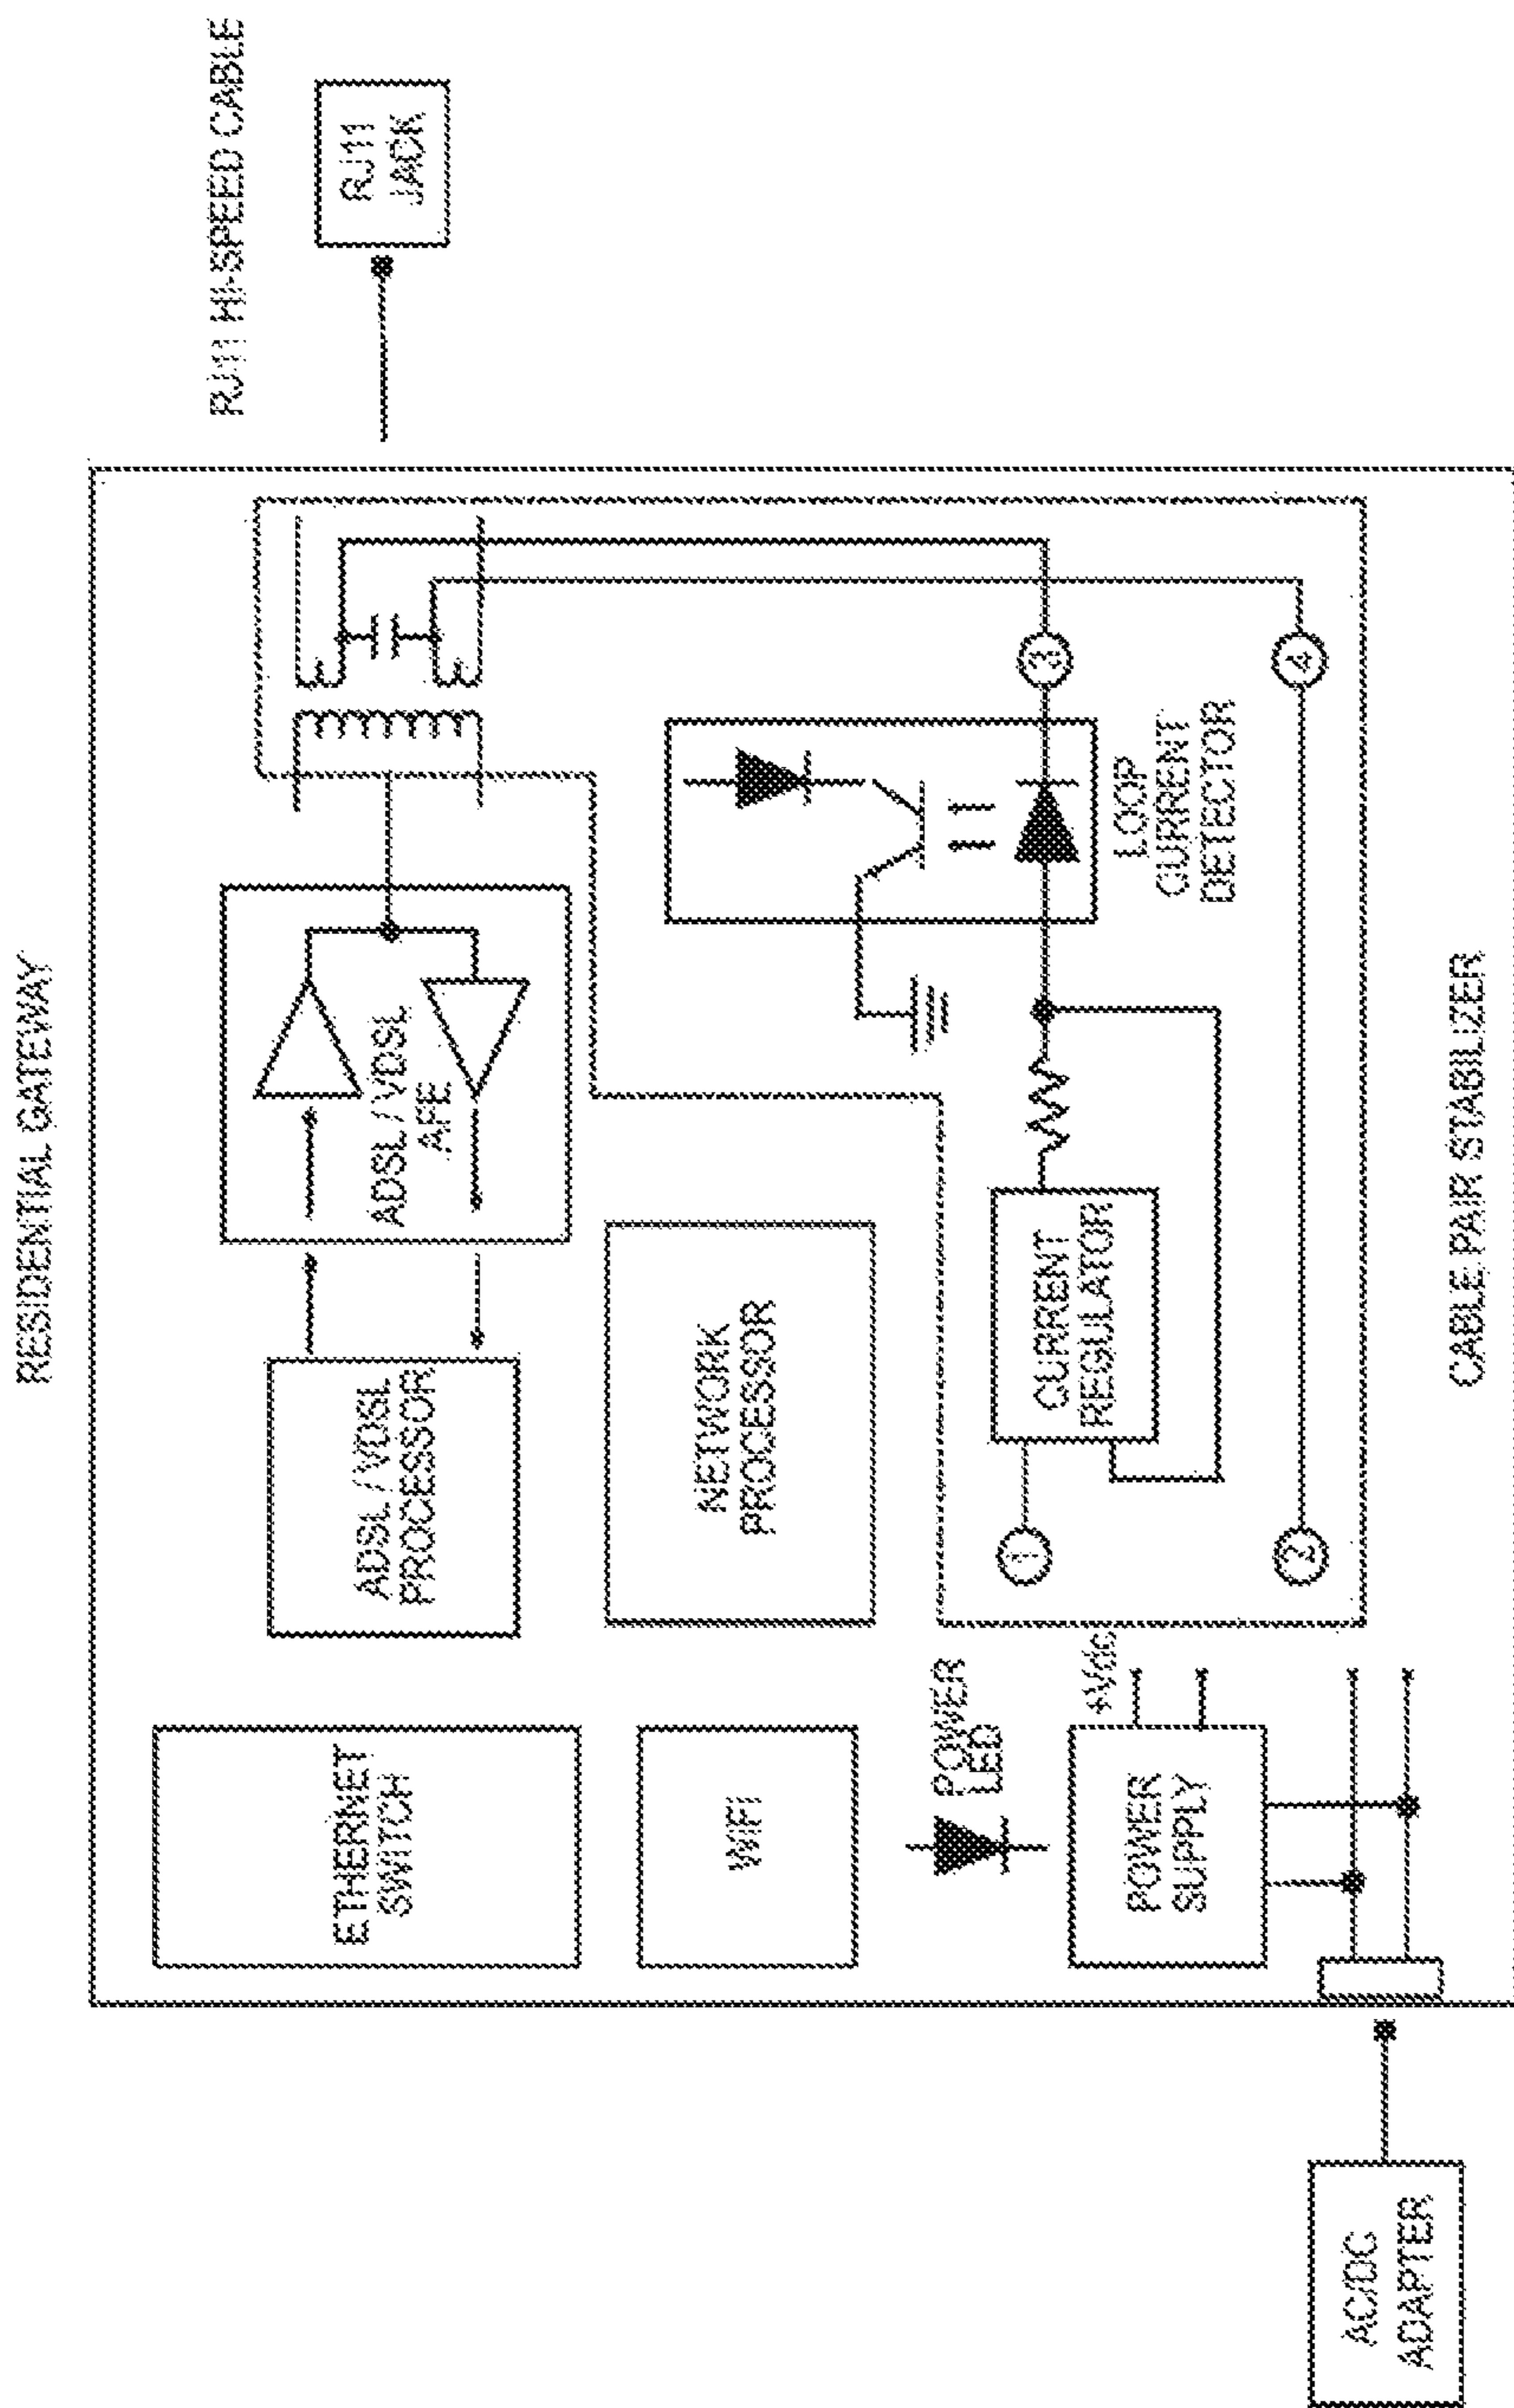 RESIDENTIAL GATEWAY
RJ11 HI-SPEED CABLE
RJ11
JACK
ETHERNET
SWITCH
ADSL / VDSL
PROCESSOR
ADSL / VDSL
AFE
WIFI
NETWORK
PROCESSOR
POWER
LED
+Vdc
POWER
SUPPLY
1
CURRENT
REGULATOR
LOOP
CURRENT
DETECTOR
3
2
4
CABLE PAIR STABILIZER
AC/DC
ADAPTER